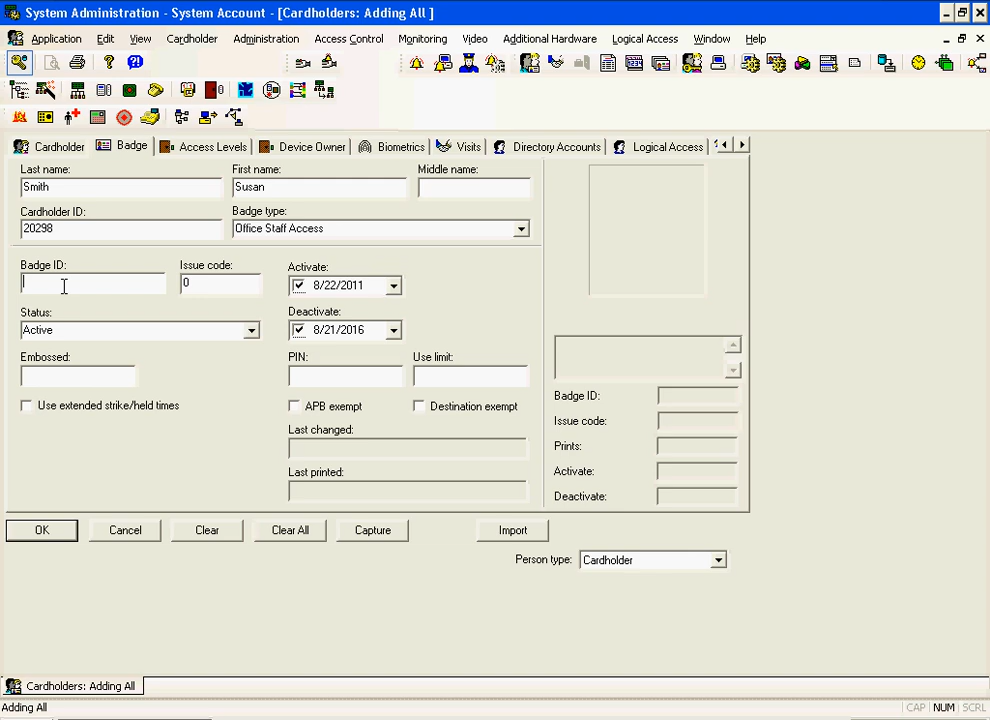 System Administration - System Account - [Cardholders: Adding All ]
Application Edit View Cardholder Administration Access Control Monitoring Video Additional Hardware Logical Access Window Help
Cardholder Badge Access Levels Device Owner Biometrics Visits Directory Accounts Logical Access
Last name: First name: Middle name:
Smith Susan
Cardholder ID: Badge type:
20298 Office Staff Access
Badge ID: Issue code: Activate:
0 8/22/2011
Status: Deactivate:
Active 8/21/2016
Embossed: PIN: Use limit:
Use extended strike/held times APB exempt Destination exempt
Last changed:
Last printed:
Badge ID:
Issue code:
Prints:
Activate:
Deactivate:
OK Cancel Clear Clear All Capture Import
Person type: Cardholder
Cardholders: Adding All
Adding All CAP NUM SCRL